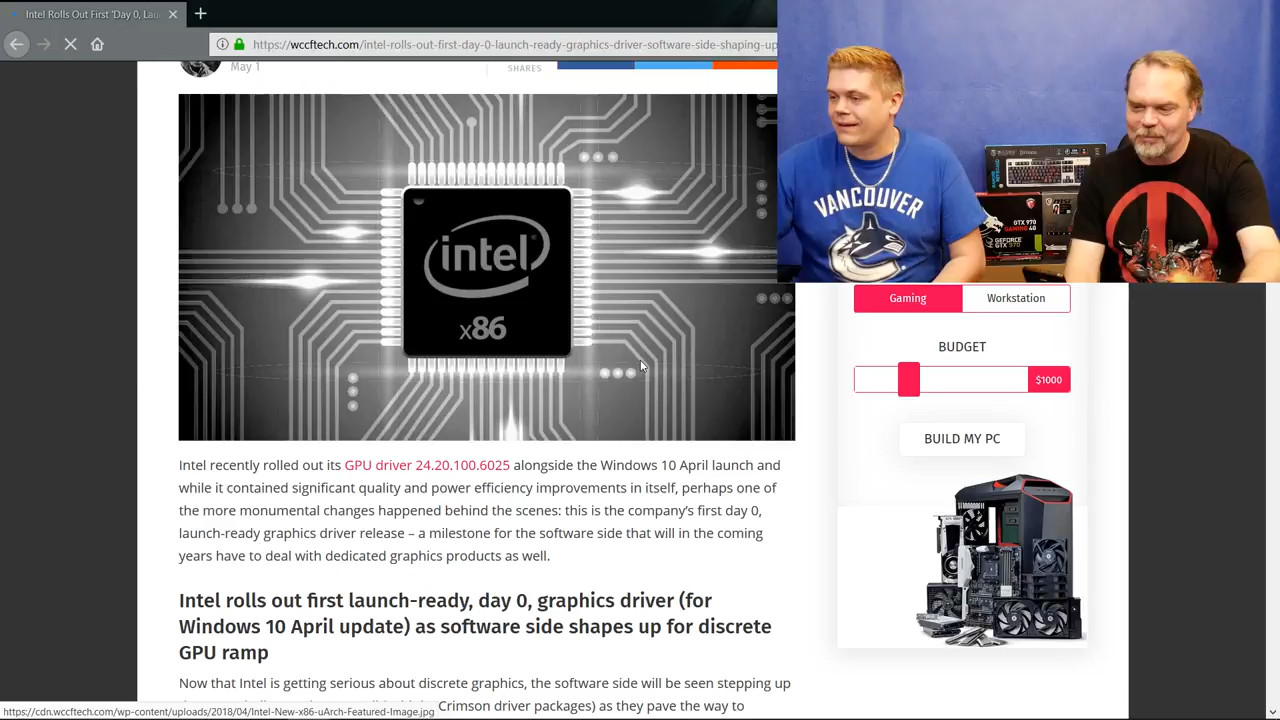 Intel Rolls Out First 'Day 0, Lau
https://wccftech.com/intel-rolls-out-first-day-0-launch-ready-graphics-driver-software-side-shaping-up
May 1
SHARES
intel®
x86
VANCOUVER
GTX 970
GAMING 4G
GEFORCE
GTX 970
msi
Gaming
Workstation
BUDGET
$1000
BUILD MY PC
Intel recently rolled out its GPU driver 24.20.100.6025 alongside the Windows 10 April launch and
while it contained significant quality and power efficiency improvements in itself, perhaps one of
the more monumental changes happened behind the scenes: this is the company's first day 0,
launch-ready graphics driver release – a milestone for the software side that will in the coming
years have to deal with dedicated graphics products as well.
Intel rolls out first launch-ready, day 0, graphics driver (for
Windows 10 April update) as software side shapes up for discrete
GPU ramp
Now that Intel is getting serious about discrete graphics, the software side will be seen stepping up
Crimson driver packages) as they pave the way to
https://cdn.wccftech.com/wp-content/uploads/2018/04/Intel-New-x86-uArch-Featured-Image.jpg